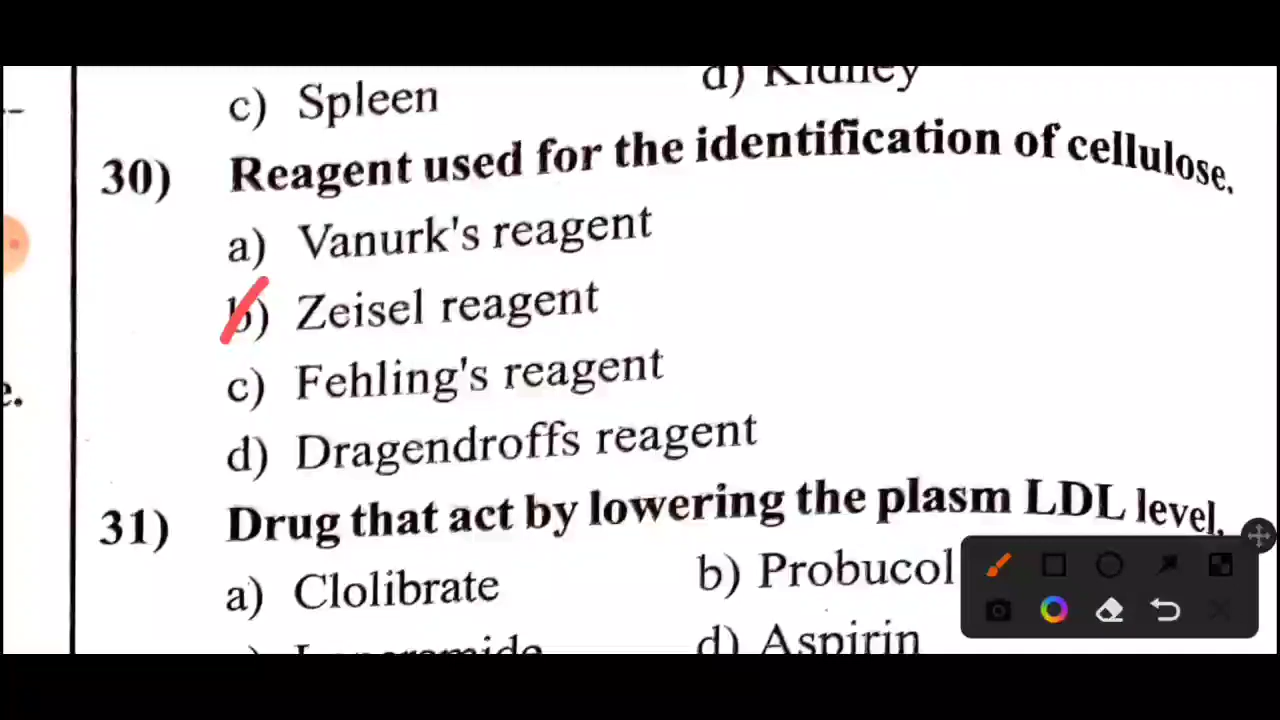 c) Spleen d) Kidney
30) Reagent used for the identification of cellulose.
a) Vanurk's reagent
b) Zeisel reagent
c) Fehling's reagent
d) Dragendroffs reagent
e.
31) Drug that act by lowering the plasm LDL level.
a) Clolibrate b) Probucol
d) Aspirin